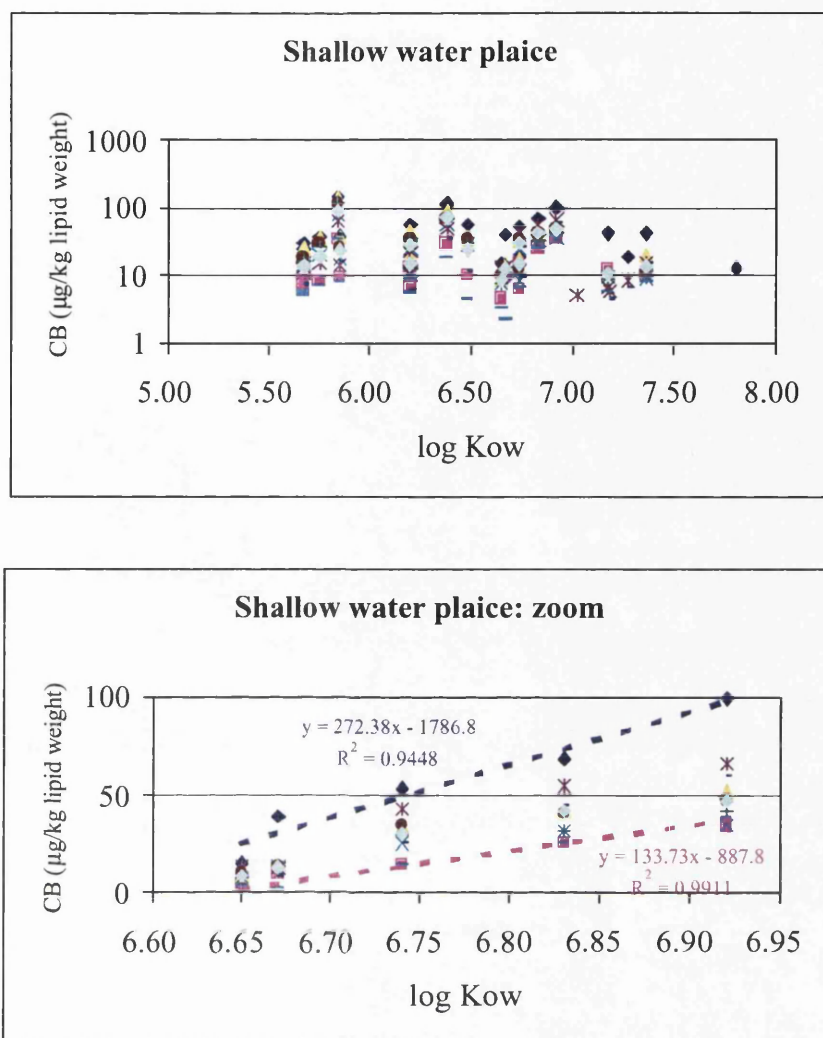 Shallow water plaice
CB (µg/kg lipid weight)
1000
100
10
1
5.00 5.50 6.00 6.50 7.00 7.50 8.00
log Kow
Shallow water plaice: zoom
CB (µg/kg lipid weight)
100
50
0
y = 272.38x - 1786.8
R² = 0.9448
y = 133.73x - 887.8
R² = 0.9911
6.60 6.65 6.70 6.75 6.80 6.85 6.90 6.95
log Kow